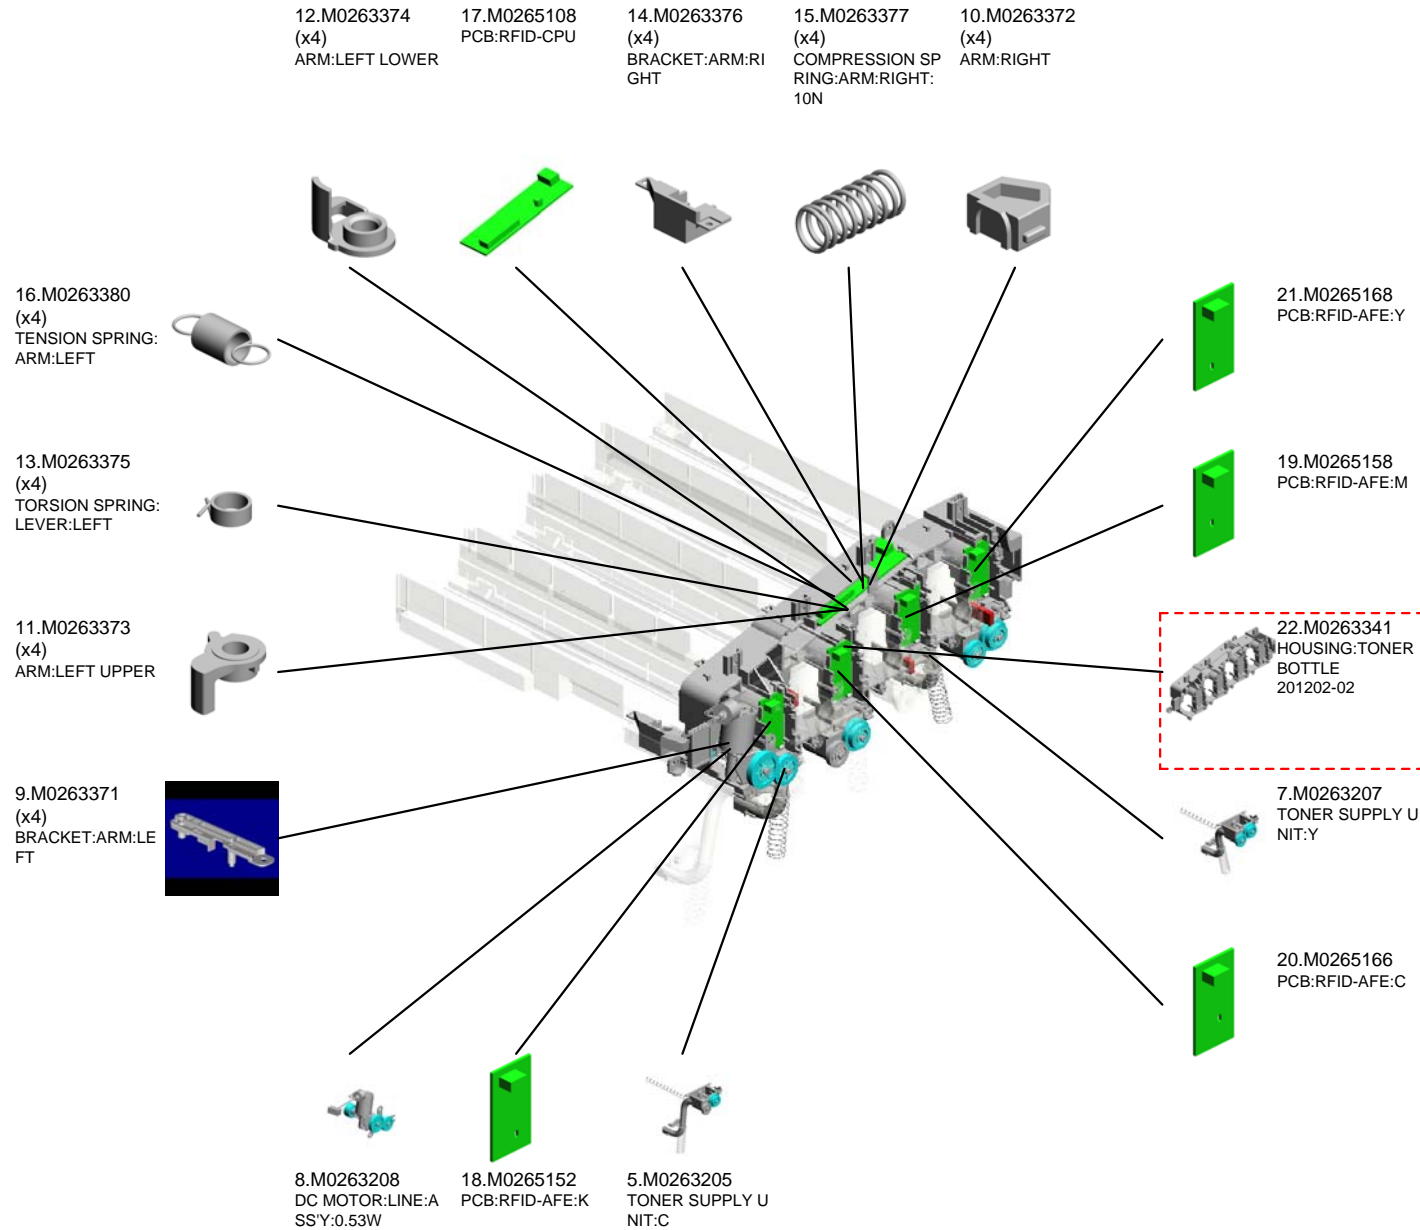 12.M0263374
(x4)
ARM:LEFT LOWER
17.M0265108
PCB:RFID-CPU
14.M0263376
(x4)
BRACKET:ARM:RI
GHT
15.M0263377
(x4)
COMPRESSION SP
RING:ARM:RIGHT:
10N
10.M0263372
(x4)
ARM:RIGHT
16.M0263380
(x4)
TENSION SPRING:
ARM:LEFT
21.M0265168
PCB:RFID-AFE:Y
13.M0263375
(x4)
TORSION SPRING:
LEVER:LEFT
19.M0265158
PCB:RFID-AFE:M
11.M0263373
(x4)
ARM:LEFT UPPER
22.M0263341
HOUSING:TONER
BOTTLE
201202-02
9.M0263371
(x4)
BRACKET:ARM:LE
FT
7.M0263207
TONER SUPPLY U
NIT:Y
20.M0265166
PCB:RFID-AFE:C
8.M0263208
DC MOTOR:LINE:A
SS'Y:0.53W
18.M0265152
PCB:RFID-AFE:K
5.M0263205
TONER SUPPLY U
NIT:C